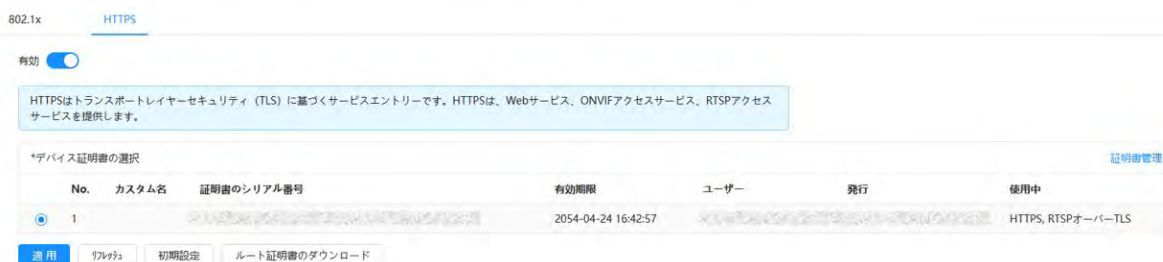 802.1x HTTPS
有効
HTTPSはトランスポートレイヤーセキュリティ（TLS）に基づくサービスエントリーです。HTTPSは、Webサービス、ONVIFアクセスサービス、RTSPアクセス
サービスを提供します。
*デバイス証明書の選択 証明書管理
No. カスタム名 証明書のシリアル番号 有効期限 ユーザー 発行 使用中
1 2054-04-24 16:42:57 HTTPS, RTSPオーバーTLS
適用 リフレッシュ 初期設定 ルート証明書のダウンロード